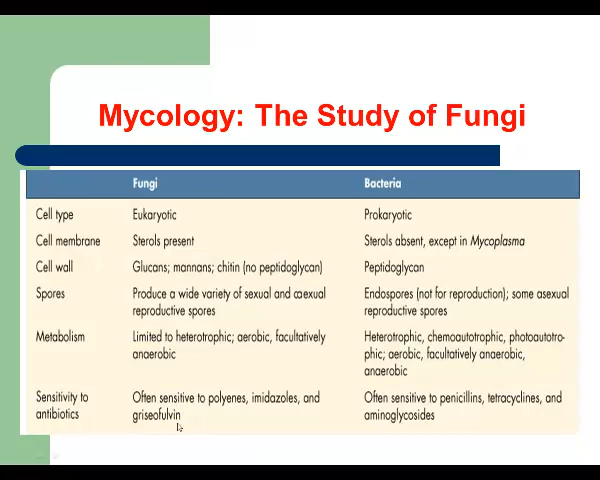 Mycology: The Study of Fungi
Fungi Bacteria
Cell type Eukaryotic Prokaryotic
Cell membrane Sterols present Sterols absent, except in Mycoplasma
Cell wall Glucans; mannans; chitin (no peptidoglycan) Peptidoglycan
Spores Produce a wide variety of sexual and asexual Endospores (not for reproduction); some asexual
reproductive spores reproductive spores
Metabolism Limited to heterotrophic; aerobic, facultatively Heterotrophic, chemoautotrophic, photoautotro-
anaerobic phic; aerobic, facultatively anaerobic,
anaerobic
Sensitivity to Often sensitive to polyenes, imidazoles, and Often sensitive to penicillins, tetracyclines, and
antibiotics griseofulvin aminoglycosides